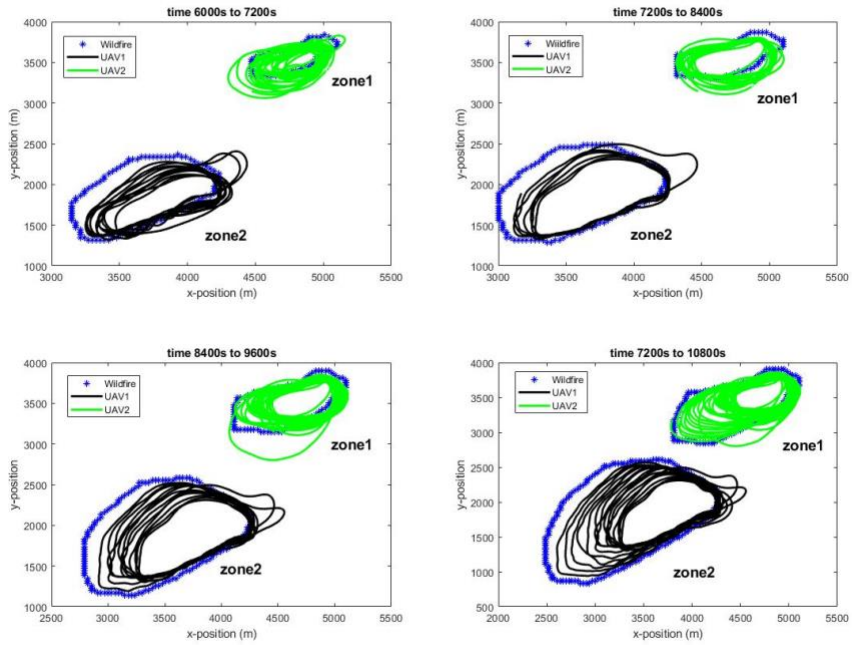 time 6000s to 7200s
4000
3500
3000
2500
2000
1500
1000
y-position (m)
Wildfire
UAV1
UAV2
zone1
zone2
3000 3500 4000 4500 5000 5500
x-position (m)
time 7200s to 8400s
4000
3500
3000
2500
2000
1500
1000
y-position (m)
Wildfire
UAV1
UAV2
zone1
zone2
3000 3500 4000 4500 5000 5500
x-position (m)
time 8400s to 9600s
4000
3500
3000
2500
2000
1500
1000
y-position
Wildfire
UAV1
UAV2
zone1
zone2
2500 3000 3500 4000 4500 5000 5500
x-position (m)
time 7200s to 10800s
4000
3500
3000
2500
2000
1500
1000
500
y-position
Wildfire
UAV1
UAV2
zone1
zone2
2000 2500 3000 3500 4000 4500 5000 5500
x-position (m)